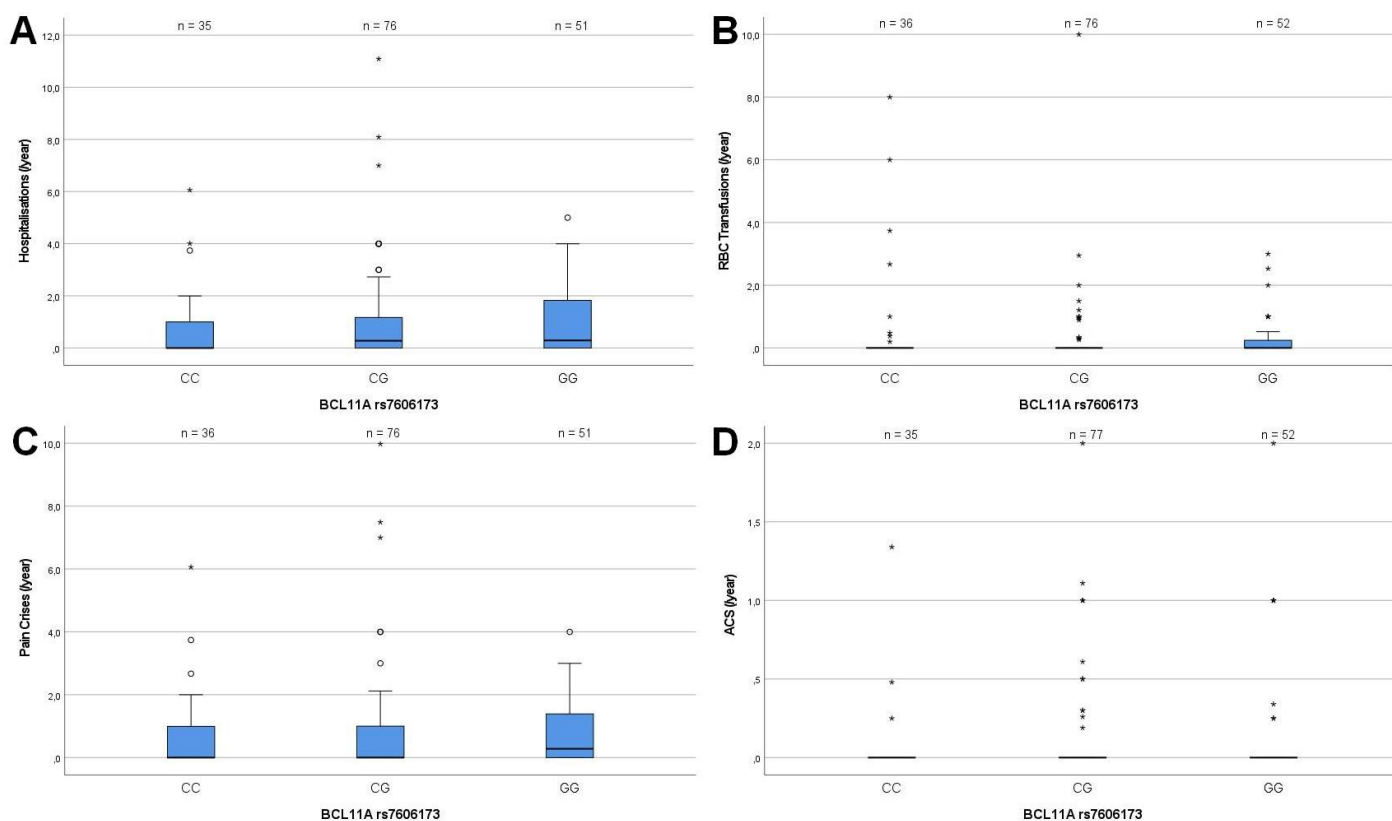 A
n = 35
n = 76
n = 51
12,0
10,0
8,0
6,0
4,0
2,0
,0
Hospitalisations (/year)
CC
CG
GG
BCL11A rs7606173
B
n = 36
n = 76
n = 52
10,0
8,0
6,0
4,0
2,0
,0
RBC Transfusions (/year)
CC
CG
GG
BCL11A rs7606173
C
n = 36
n = 76
n = 51
10,0
8,0
6,0
4,0
2,0
,0
Pain Crises (/year)
CC
CG
GG
BCL11A rs7606173
D
n = 35
n = 77
n = 52
2,0
1,5
1,0
,5
,0
ACS (/year)
CC
CG
GG
BCL11A rs7606173